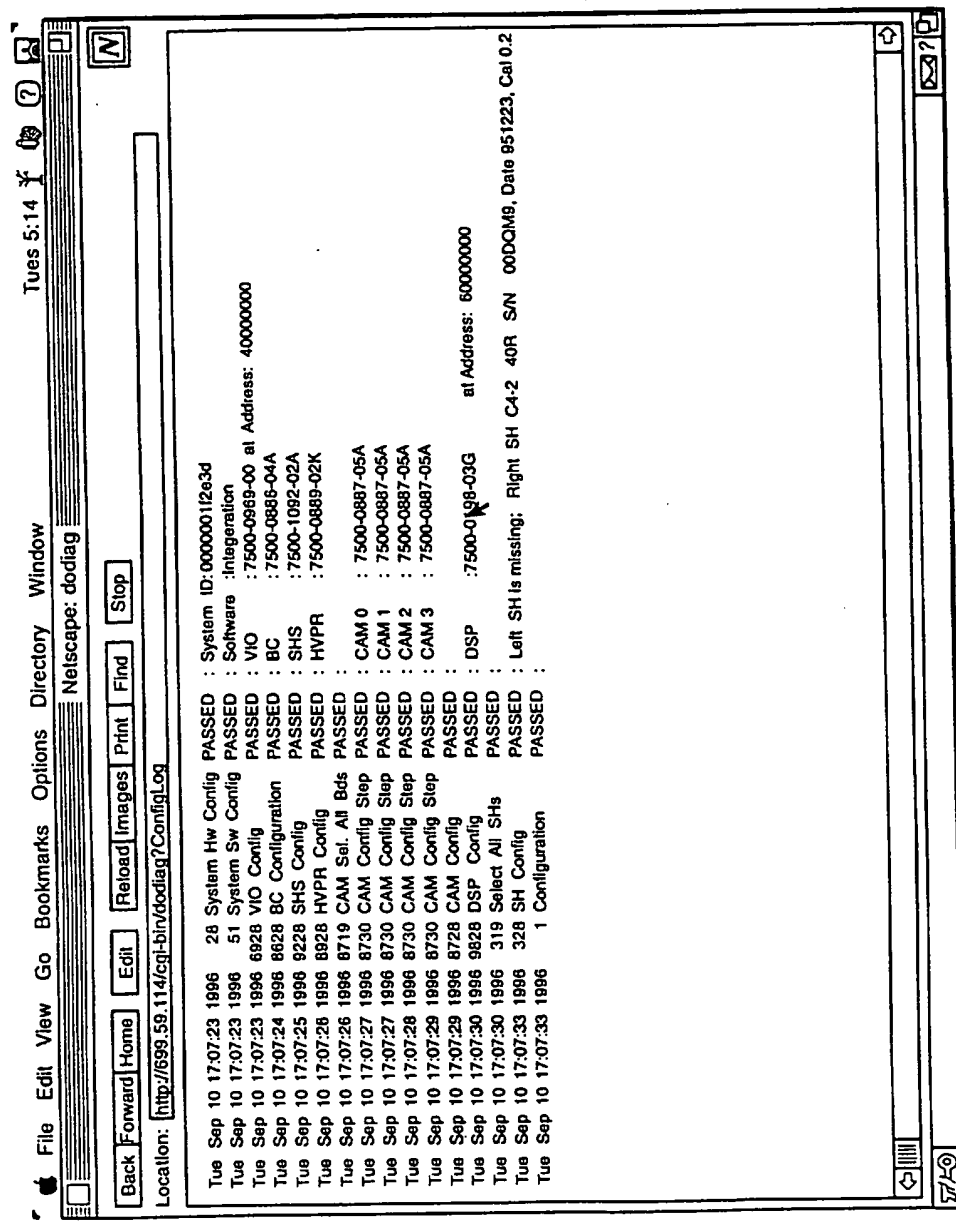 File Edit View Go Bookmarks Options Directory Window Tues 5:14 ?
Netscape: dodiag
Back Forward Home Edit Reload Images Print Find Stop N
Location: http://699.59.114/cgi-bin/dodiag?ConfigLog
Tue Sep 10 17:07:23 1996 28 System Hw Config PASSED : System ID:0000001f2e3d
Tue Sep 10 17:07:23 1996 51 System Sw Config PASSED : Software :Integeration
Tue Sep 10 17:07:23 1996 6928 VIO Config PASSED : VIO : 7500-0969-00 at Address: 40000000
Tue Sep 10 17:07:24 1996 8628 BC Configuration PASSED : BC : 7500-0886-04A
Tue Sep 10 17:07:25 1996 9228 SHS Config PASSED : SHS : 7500-1092-02A
Tue Sep 10 17:07:26 1996 8928 HVPR Config PASSED : HVPR : 7500-0889-02K
Tue Sep 10 17:07:26 1996 8719 CAM Sel. All Bds PASSED :
Tue Sep 10 17:07:27 1996 8730 CAM Config Step PASSED : CAM 0 : 7500-0887-05A
Tue Sep 10 17:07:27 1996 8730 CAM Config Step PASSED : CAM 1 : 7500-0887-05A
Tue Sep 10 17:07:28 1996 8730 CAM Config Step PASSED : CAM 2 : 7500-0887-05A
Tue Sep 10 17:07:29 1996 8730 CAM Config Step PASSED : CAM 3 : 7500-0887-05A
Tue Sep 10 17:07:29 1996 8728 CAM Config PASSED :
Tue Sep 10 17:07:30 1996 9828 DSP Config PASSED : DSP :7500-0198-03G at Address: 60000000
Tue Sep 10 17:07:30 1996 319 Select All SHs PASSED :
Tue Sep 10 17:07:33 1996 328 SH Config PASSED : Left SH is missing; Right SH C4-2 40R S/N 00DQM9, Date 951223, Cal 0.2
Tue Sep 10 17:07:33 1996 1 Configuration PASSED :
?